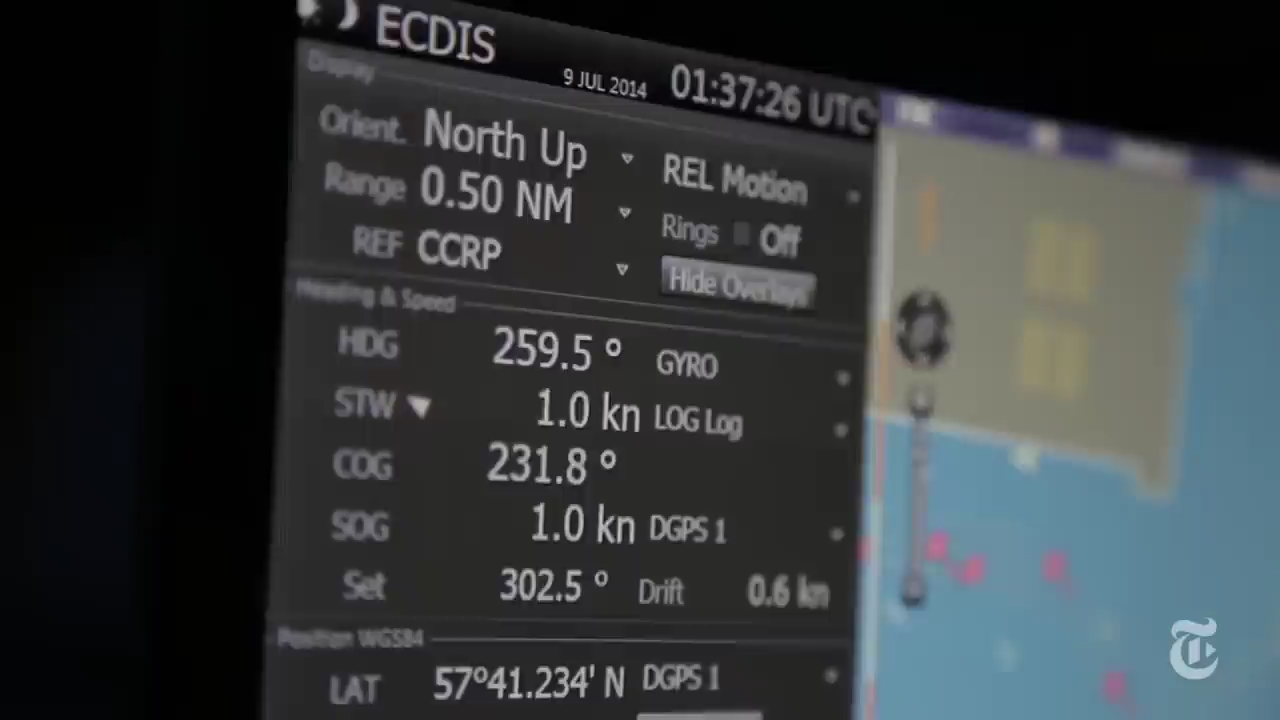 ECDIS
9 JUL 2014 01:37:26 UTC
Display
Orient. North Up REL Motion
Range 0.50 NM Rings Off
REF CCRP Hide Overlays
Heading & Speed
HDG 259.5 ° GYRO
STW 1.0 kn LOG Log
COG 231.8 °
SOG 1.0 kn DGPS 1
Set 302.5 ° Drift 0.6 kn
Position WGS84
LAT 57°41.234' N DGPS 1
T